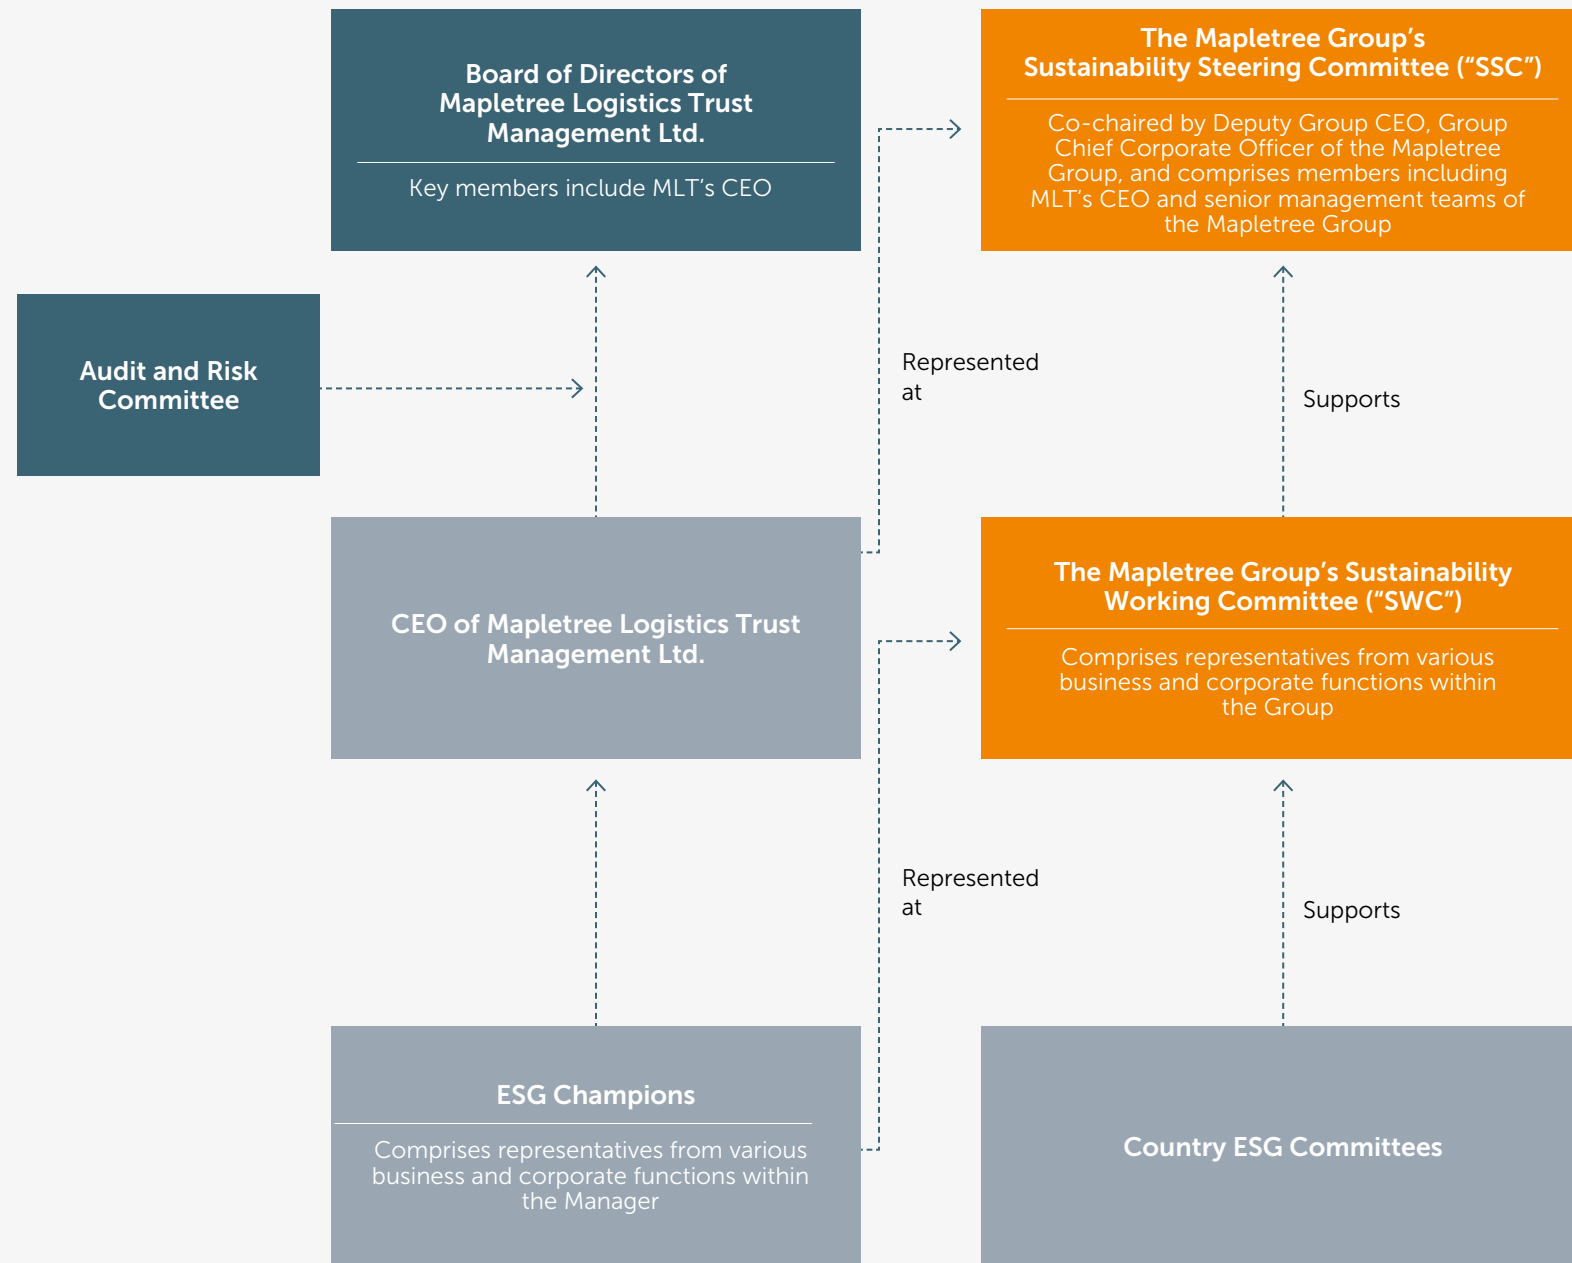 Board of Directors of
Mapletree Logistics Trust
Management Ltd.
Key members include MLT’s CEO
The Mapletree Group’s
Sustainability Steering Committee (“SSC”)
Co-chaired by Deputy Group CEO, Group
Chief Corporate Officer of the Mapletree
Group, and comprises members including
MLT’s CEO and senior management teams of
the Mapletree Group
Audit and Risk
Committee
Represented
at
Supports
CEO of Mapletree Logistics Trust
Management Ltd.
The Mapletree Group’s Sustainability
Working Committee (“SWC”)
Comprises representatives from various
business and corporate functions within
the Group
Represented
at
Supports
ESG Champions
Comprises representatives from various
business and corporate functions within
the Manager
Country ESG Committees